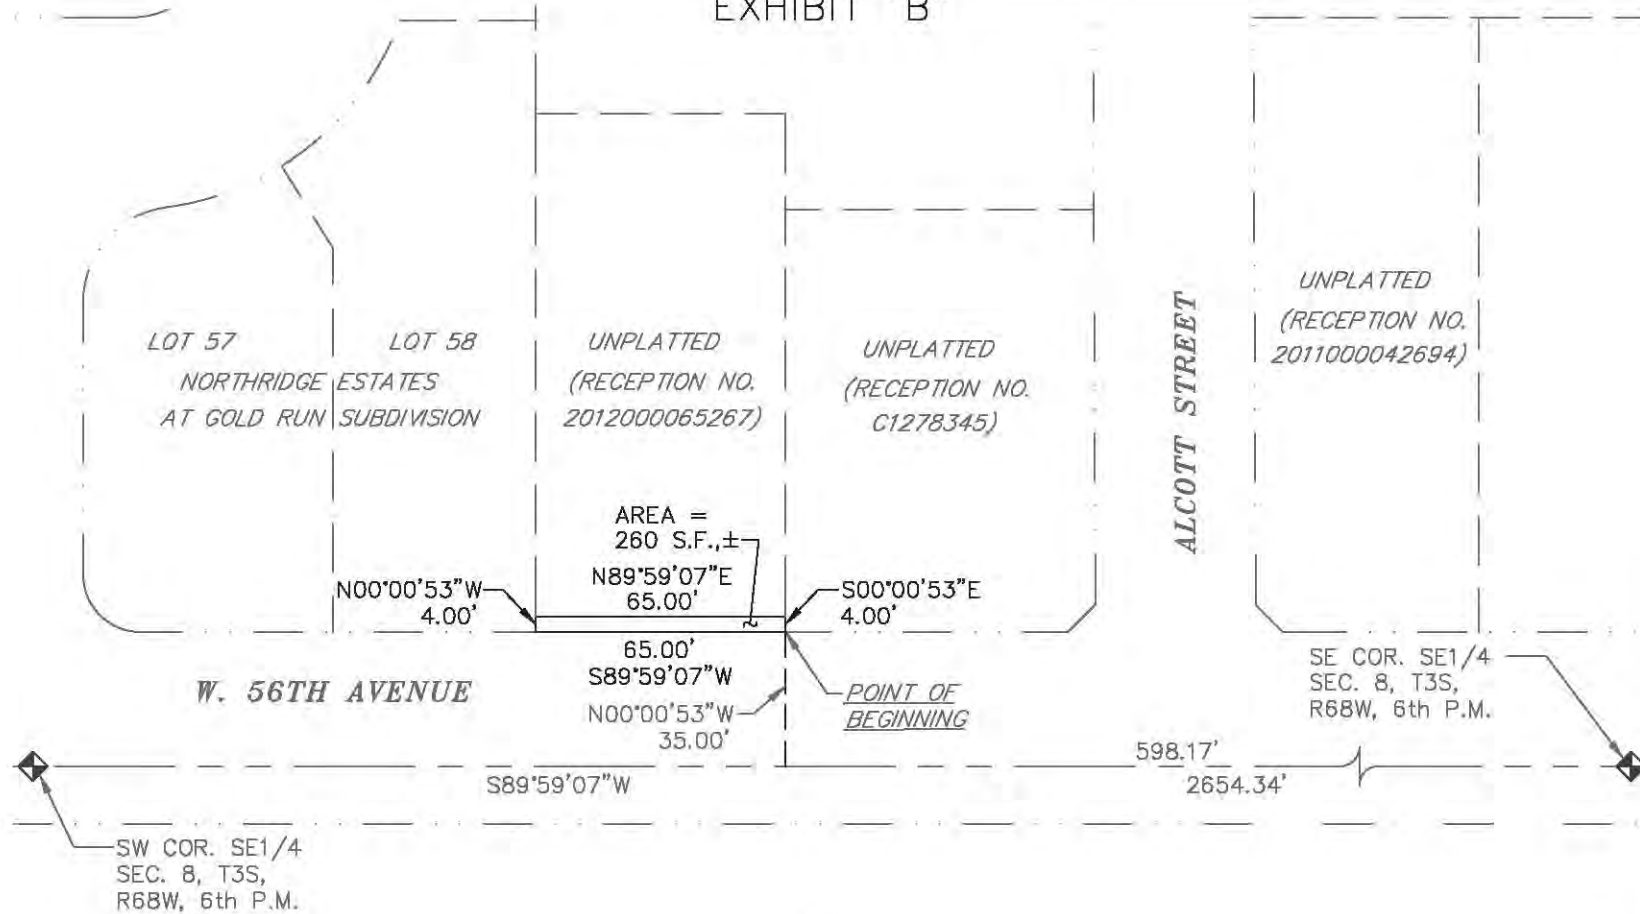 EXHIBIT "B"
LOT 57
LOT 58
NORTHRIDGE ESTATES
AT GOLD RUN SUBDIVISION
UNPLATTED
(RECEPTION NO.
2012000065267)
UNPLATTED
(RECEPTION NO.
C1278345)
ALCOTT STREET
UNPLATTED
(RECEPTION NO.
2011000042694)
AREA =
260 S.F.,±
N00°00'53"W
4.00'
N89°59'07"E
65.00'
S00°00'53"E
4.00'
65.00'
S89°59'07"W
W. 56TH AVENUE
N00°00'53"W
35.00'
POINT OF
BEGINNING
SE COR. SE1/4
SEC. 8, T3S,
R68W, 6th P.M.
598.17'
S89°59'07"W
2654.34'
SW COR. SE1/4
SEC. 8, T3S,
R68W, 6th P.M.